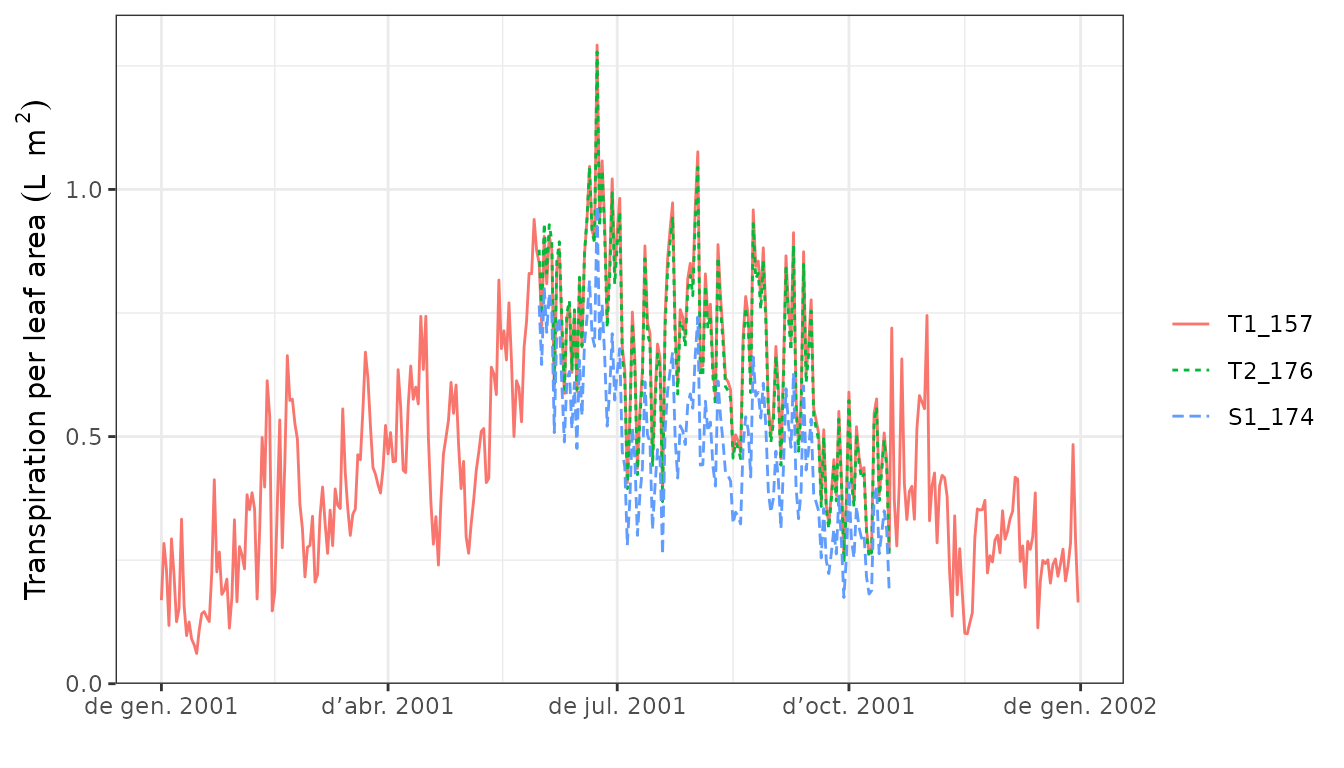 Transpiration per leaf area (L m²)
1.0
0.5
0.0
de gen. 2001
d’abr. 2001
de jul. 2001
d’oct. 2001
de gen. 2002
T1_157
T2_176
S1_174